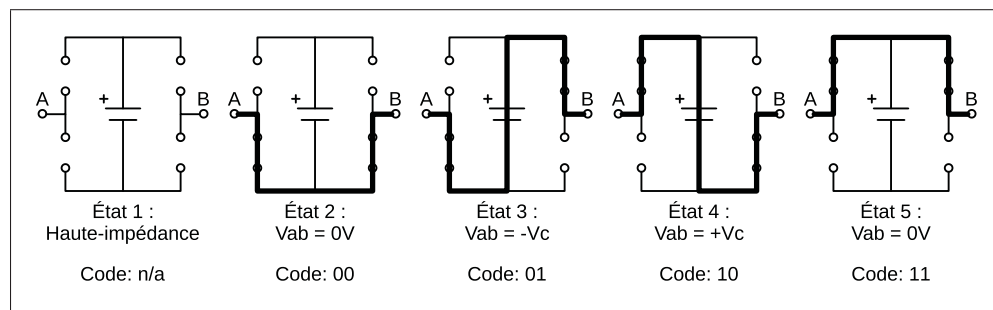 A + B
A + B
A + B
A + B
A + B
État 1 :
Haute-impédance
Code: n/a
État 2 :
Vab = 0V
Code: 00
État 3 :
Vab = -Vc
Code: 01
État 4 :
Vab = +Vc
Code: 10
État 5 :
Vab = 0V
Code: 11